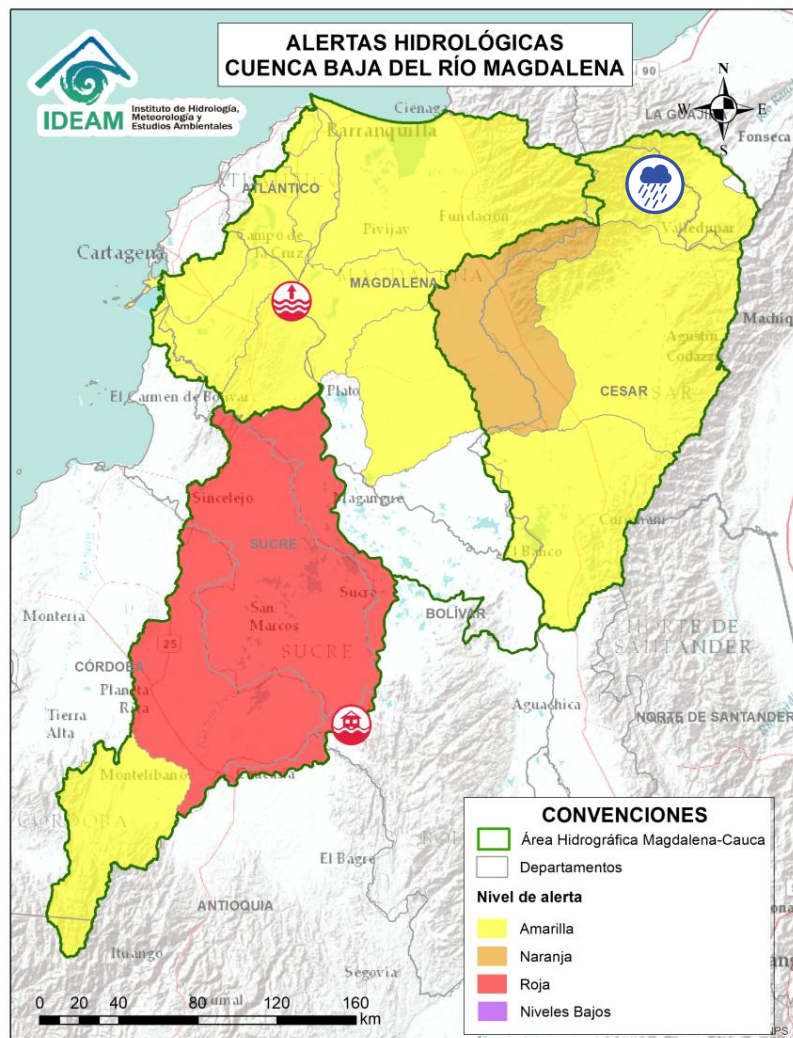 ALERTAS HIDROLÓGICAS
CUENCA BAJA DEL RÍO MAGDALENA
IDEAM
Instituto de Hidrología,
Meteorología y
Estudios Ambientales
90
W
E
S
LA GUAJIRA
Fonseca
Ciénaga
Barranquilla
ATLÁNTICO
Valledupar
Pivijay
Fundación
Campo de
la Cruz
Cartagena
MAGDALENA
MAGDALENA
Agustín
Codazzi
CESAR
El Carmen de Bolívar
Plato
Sincelejo
Magangue
SUCRE
El Banco
San
Marcos
Sucre
BOLÍVAR
SUCRE
Montería
25
CÓRDOBA
Planeta
Rica
NORTE DE
SANTANDER
Aguachica
NORTE DE SANTANDER
Tierra
Alta
Montelibano
CÓRDOBA
El Bagre
ANTIOQUIA
Ituango
Segovia
CONVENCIONES
Área Hidrográfica Magdalena-Cauca
Departamentos
Nivel de alerta
Amarilla
Naranja
Roja
Niveles Bajos
0 20 40 80 120 160
km